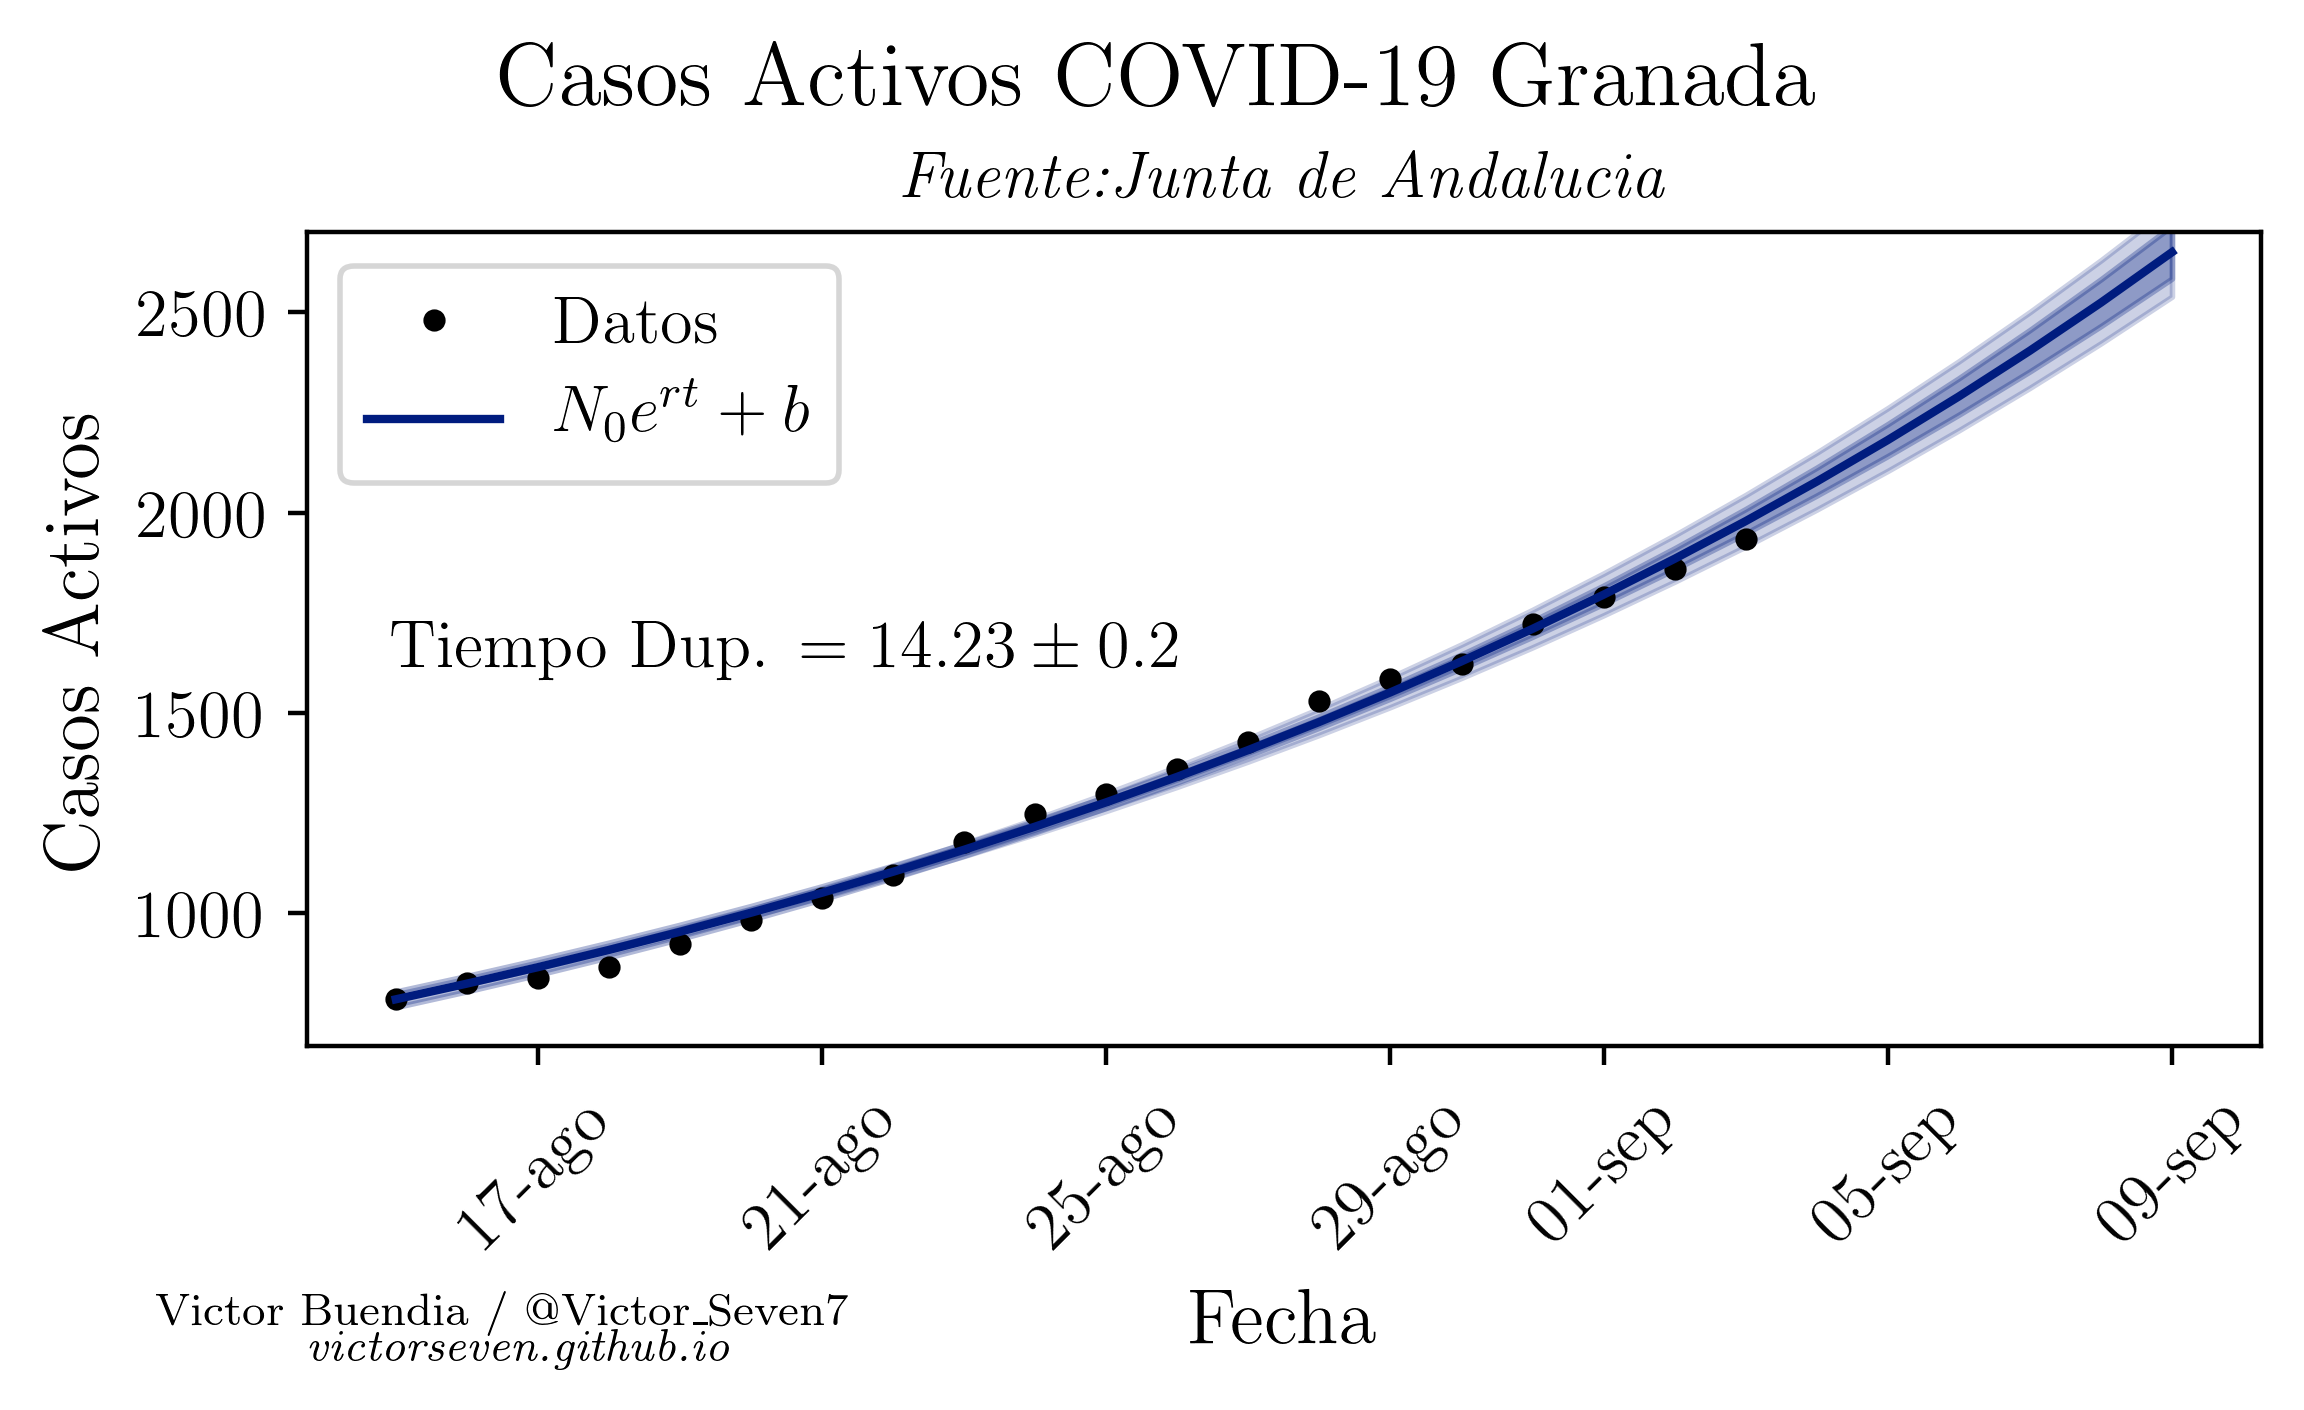 Casos Activos COVID-19 Granada
Fuente:Junta de Andalucia
Datos
N₀eʳᵗ + b
Tiempo Dup. = 14.23 ± 0.2
Casos Activos
2500
2000
1500
1000
17-ago
21-ago
25-ago
29-ago
01-sep
05-sep
09-sep
Fecha
Victor Buendia / @Victor_Seven7
victorseven.github.io